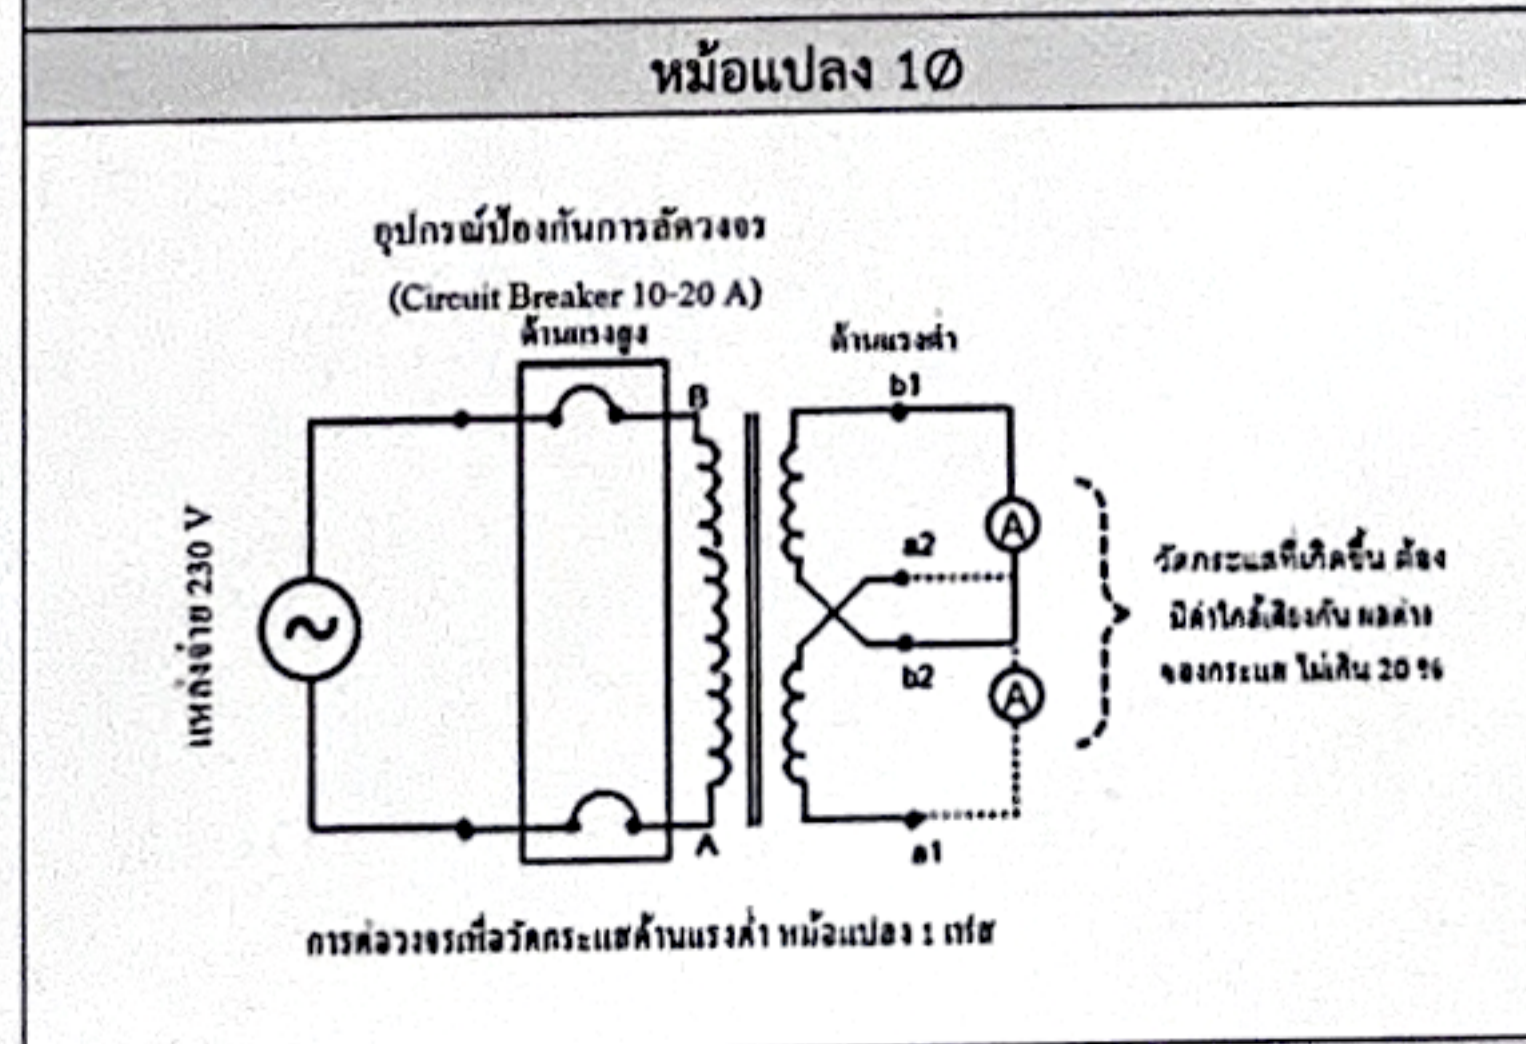 หม้อแปลง 1Ø
อุปกรณ์ป้องกันการลัดวงจร
(Circuit Breaker 10-20 A)
ด้านแรงสูง
ด้านแรงต่ำ
B
b1
แหล่งจ่าย 230 V
~
A
a2
วัดกระแสที่เกิดขึ้น ต้อง
มีค่าใกล้เคียงกัน ผลต่าง
ของกระแส ไม่เกิน 20 %
b2
A
A
a1
การต่อวงจรเพื่อวัดกระแสด้านแรงต่ำ หม้อแปลง 1 เฟส